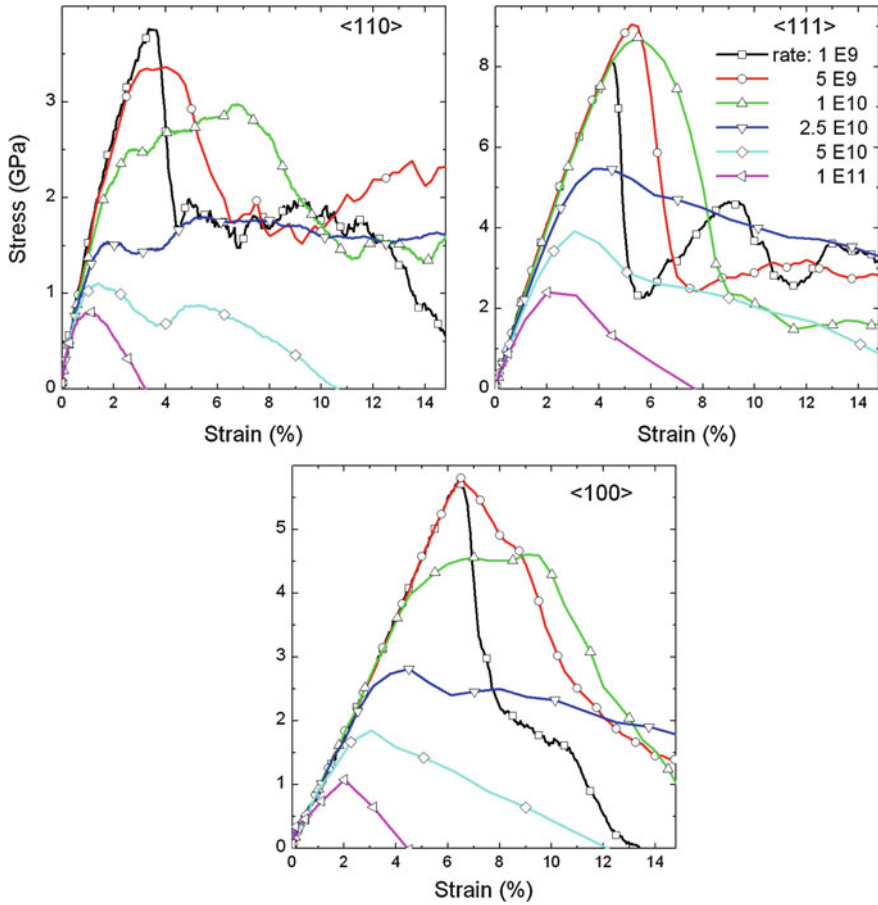 <110>
3
2
1
0
Stress (GPa)
0 2 4 6 8 10 12 14
Strain (%)
<111>
rate: 1 E9
5 E9
1 E10
2.5 E10
5 E10
1 E11
8
6
4
2
0
0 2 4 6 8 10 12 14
Strain (%)
<100>
5
4
3
2
1
0
0 2 4 6 8 10 12 14
Strain (%)